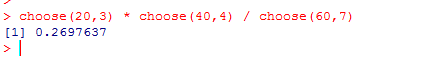 > choose(20,3) * choose(40,4) / choose(60,7)
[1] 0.2697637
>